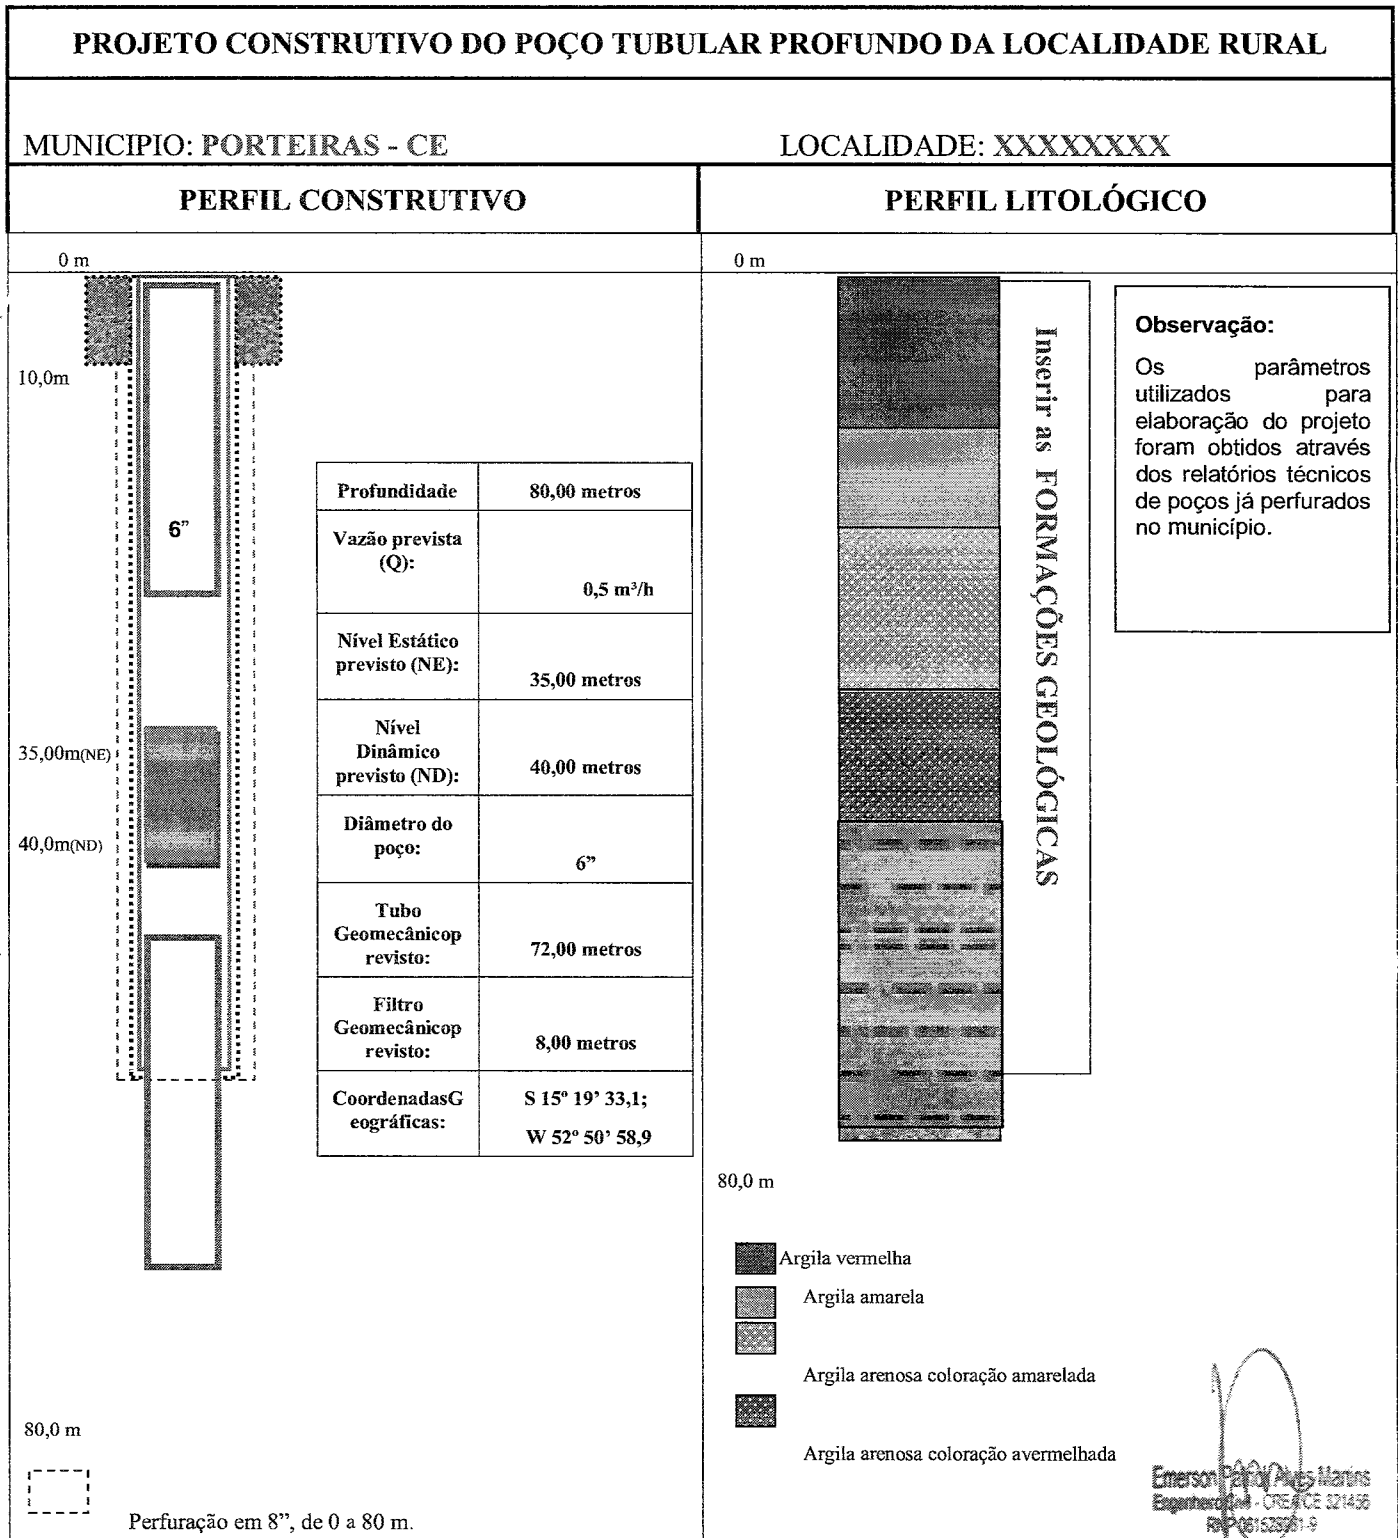 PROJETO CONSTRUTIVO DO POÇO TUBULAR PROFUNDO DA LOCALIDADE RURAL
MUNICIPIO: PORTEIRAS - CE
LOCALIDADE: XXXXXXXX
PERFIL CONSTRUTIVO
PERFIL LITOLÓGICO
0 m
10,0m
6”
35,00m(NE)
40,0m(ND)
Profundidade
80,00 metros
Vazão prevista
(Q):
0,5 m³/h
Nível Estático
previsto (NE):
35,00 metros
Nível
Dinâmico
previsto (ND):
40,00 metros
Diâmetro do
poço:
6”
Tubo
Geomecânicop
revisto:
72,00 metros
Filtro
Geomecânicop
revisto:
8,00 metros
CoordenadasG
eográficas:
S 15º 19’ 33,1;
W 52º 50’ 58,9
80,0 m
Perfuração em 8”, de 0 a 80 m.
0 m
Inserir as FORMAÇÕES GEOLÓGICAS
Observação:
Os parâmetros
utilizados para
elaboração do projeto
foram obtidos através
dos relatórios técnicos
de poços já perfurados
no município.
80,0 m
Argila vermelha
Argila amarela
Argila arenosa coloração amarelada
Argila arenosa coloração avermelhada
Emerson Alves Martins
CREA CE 321456